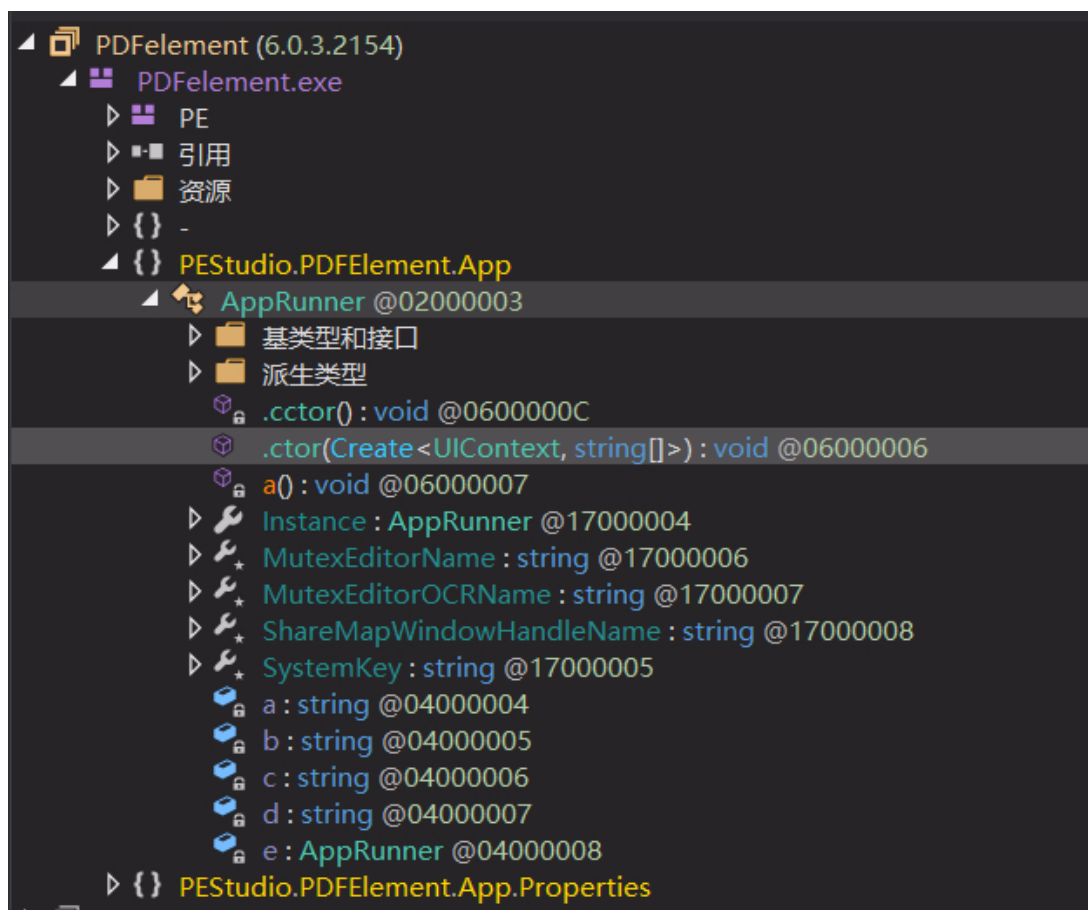 PDFelement (6.0.3.2154)
PDFelement.exe
PE
引用
资源
{ } -
{ } PEStudio.PDFElement.App
AppRunner @02000003
基类型和接口
派生类型
.cctor() : void @0600000C
.ctor(Create<UIContext, string[]>) : void @06000006
a() : void @06000007
Instance : AppRunner @17000004
MutexEditorName : string @17000006
MutexEditorOCRName : string @17000007
ShareMapWindowHandleName : string @17000008
SystemKey : string @17000005
a : string @04000004
b : string @04000005
c : string @04000006
d : string @04000007
e : AppRunner @04000008
{ } PEStudio.PDFElement.App.Properties